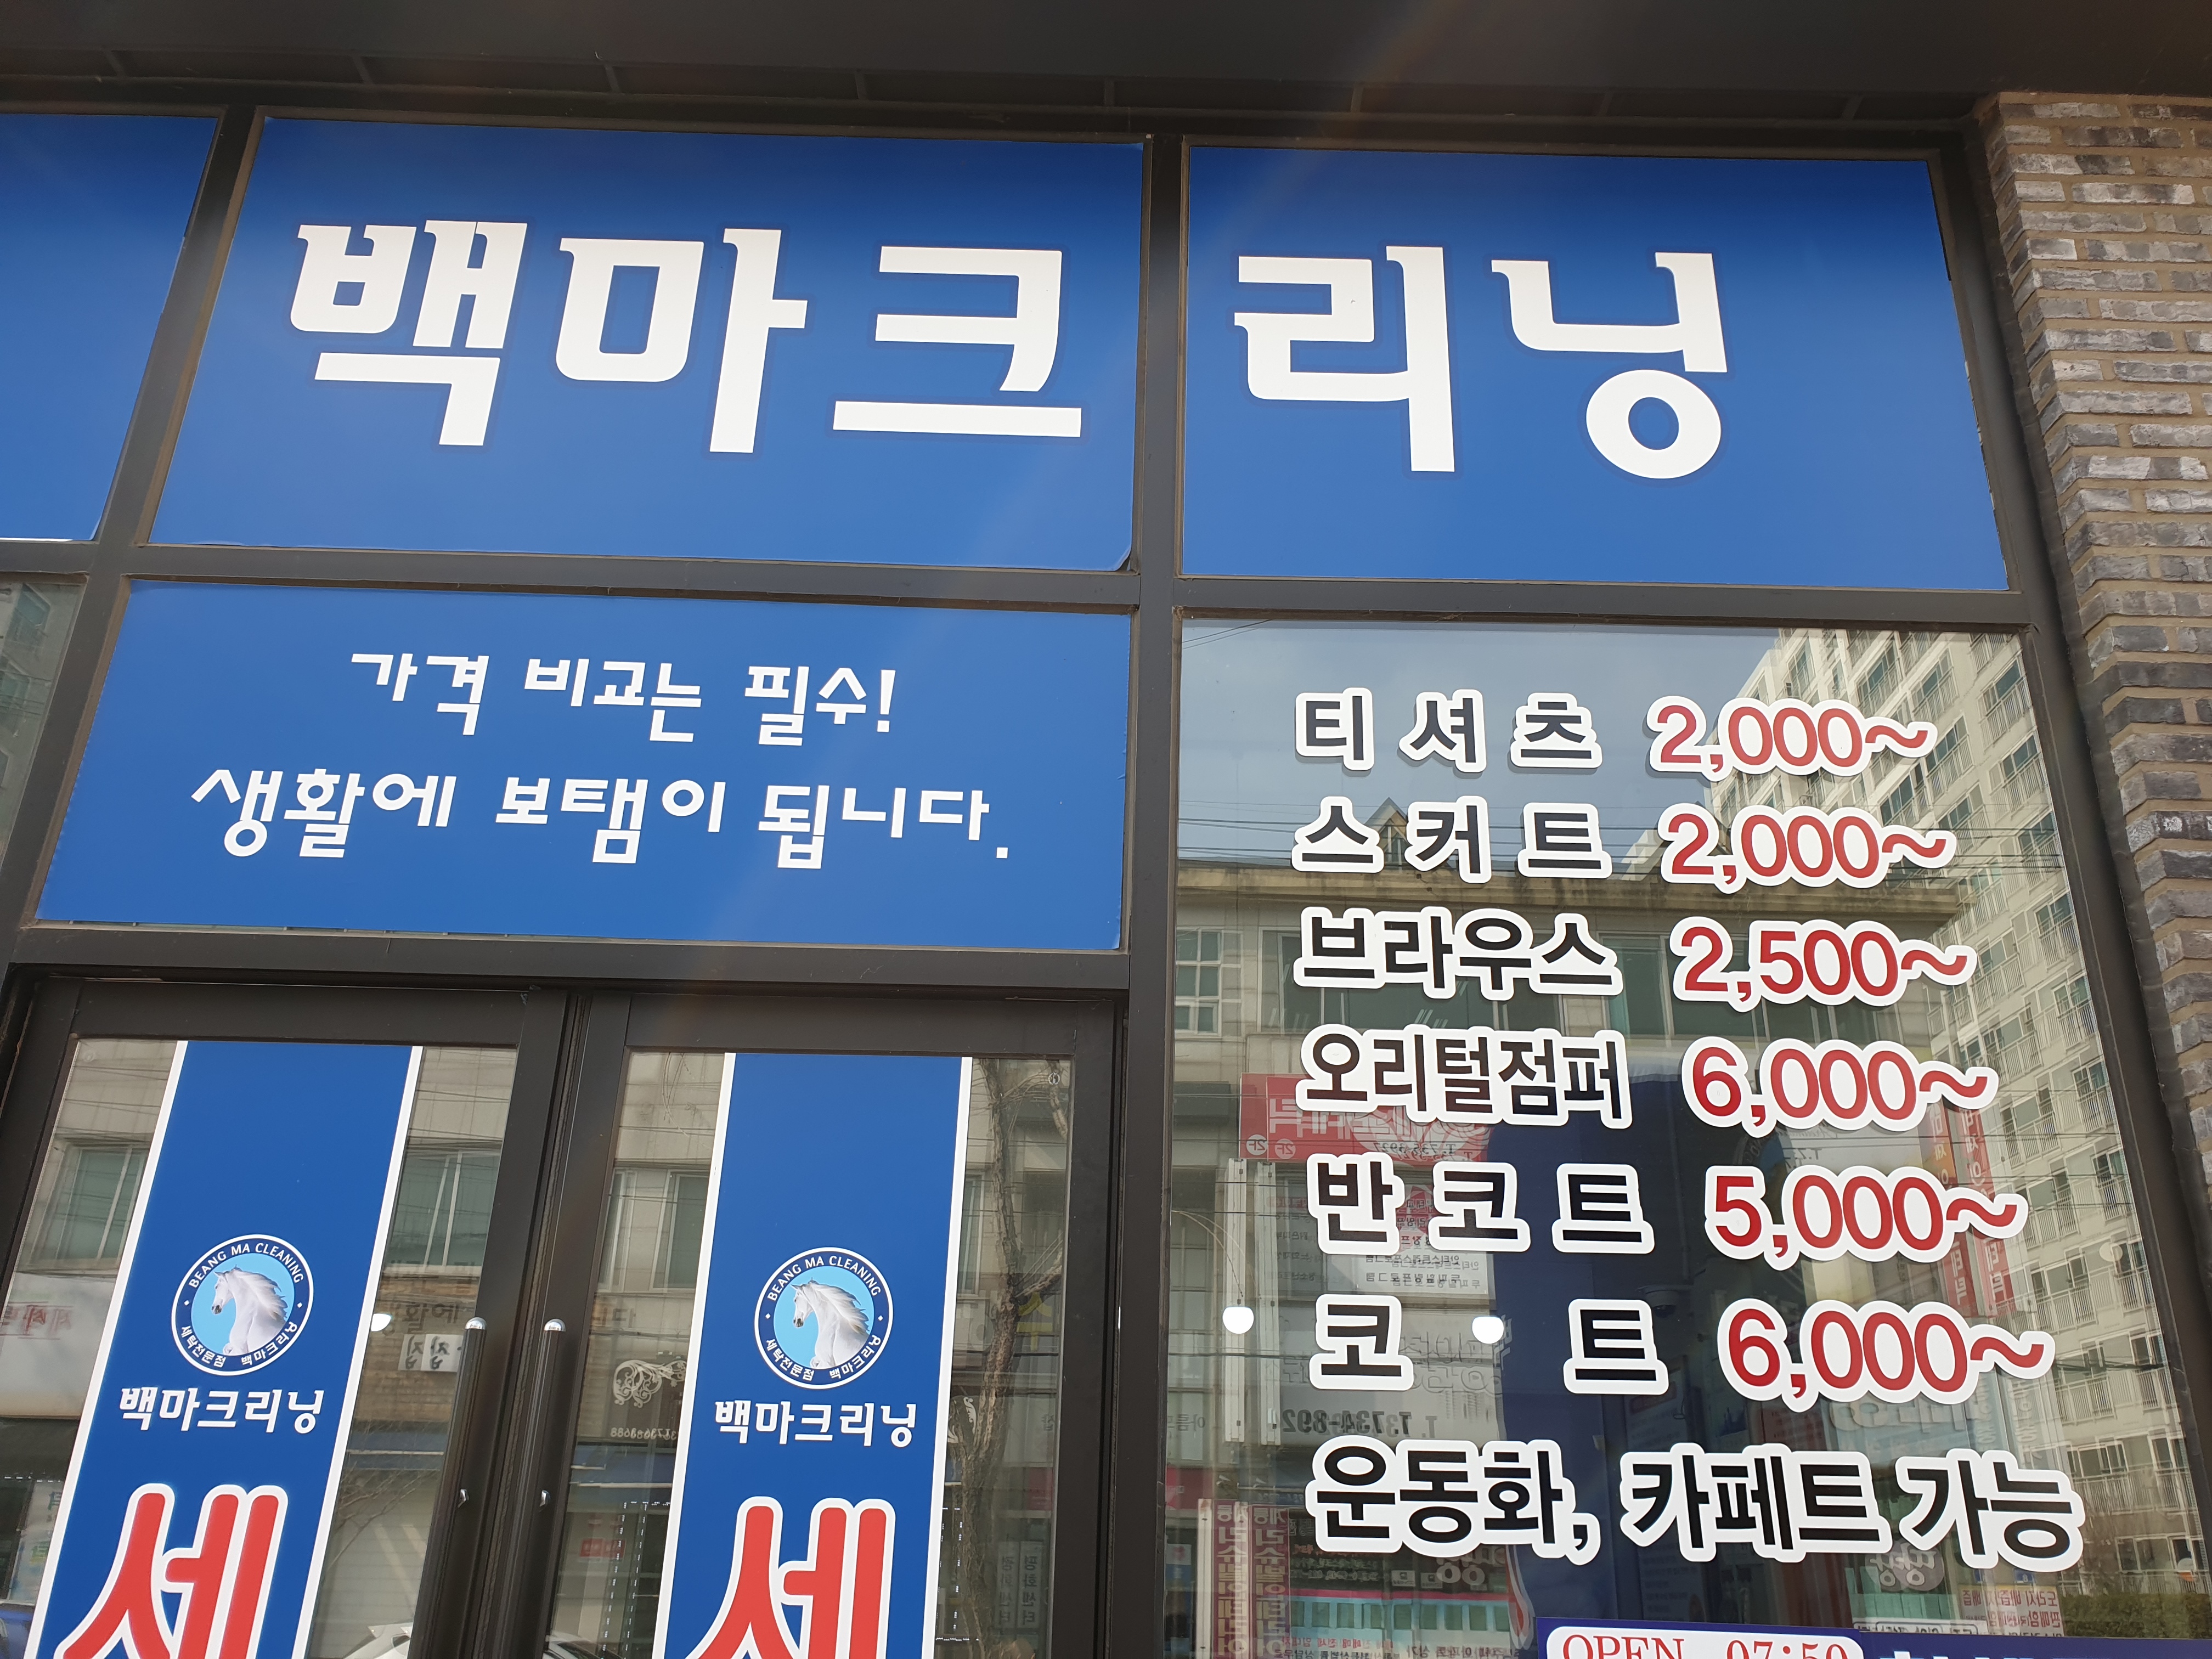 백마크리닝
가격 비교는 필수!
생활에 보탬이 됩니다.
티셔츠 2,000~
스커트 2,000~
브라우스 2,500~
오리털점퍼 6,000~
반코트 5,000~
코트 6,000~
운동화, 카페트 가능
OPEN 07:50
BEANG MA CLEANING
세탁전문점 백마크리닝
백마크리닝
세
BEANG MA CLEANING
세탁전문점 백마크리닝
백마크리닝
세